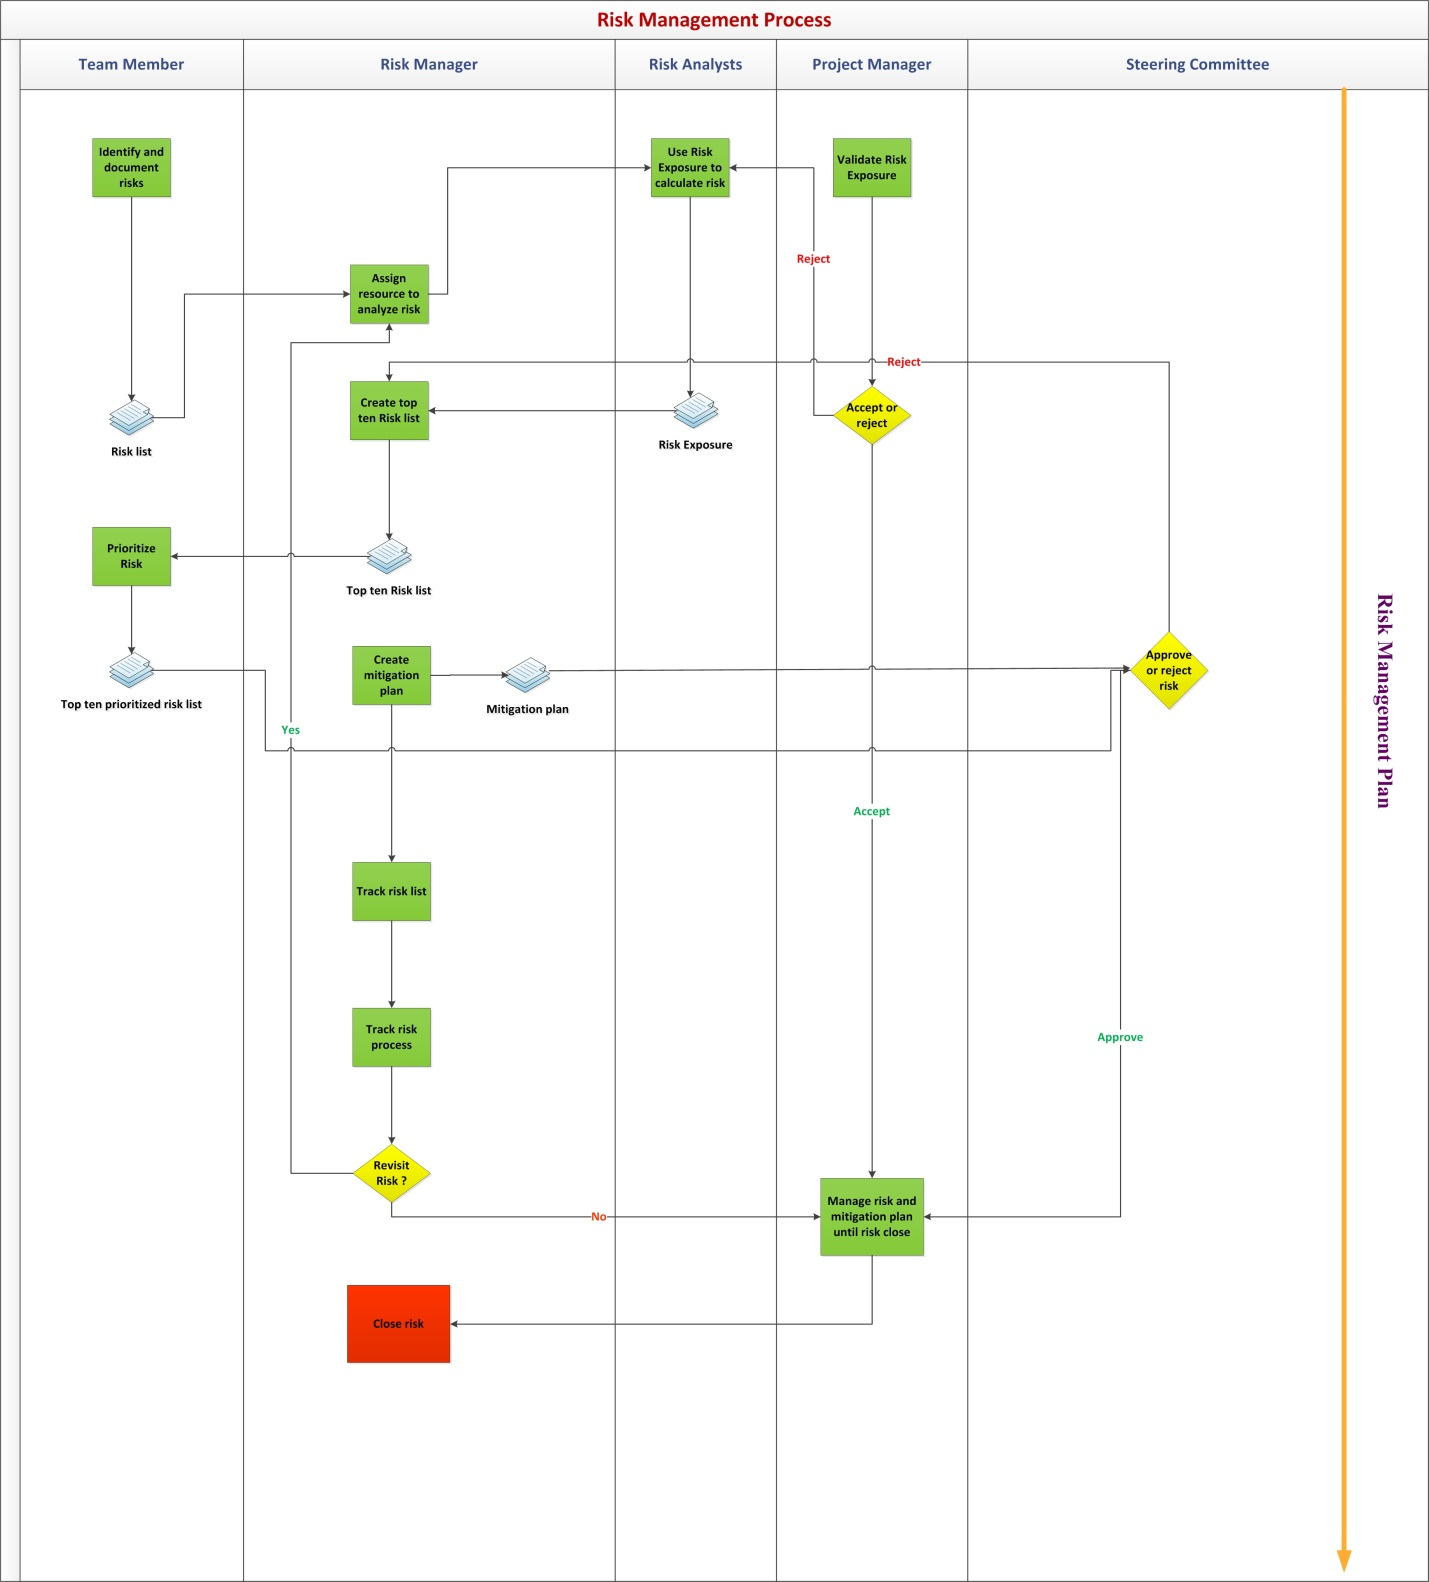 Risk Management Process
Team Member
Risk Manager
Risk Analysts
Project Manager
Steering Committee
Identify and
document
risks
Use Risk
Exposure to
calculate risk
Validate Risk
Exposure
Reject
Assign
resource to
analyze risk
Reject
Create top
ten Risk list
Accept or
reject
Risk list
Risk Exposure
Prioritize
Risk
Top ten Risk list
Create
mitigation
plan
Approve
or reject
risk
Top ten prioritized risk list
Mitigation plan
Risk Management Plan
Yes
Accept
Track risk list
Track risk
process
Approve
Revisit
Risk ?
No
Manage risk and
mitigation plan
until risk close
Close risk